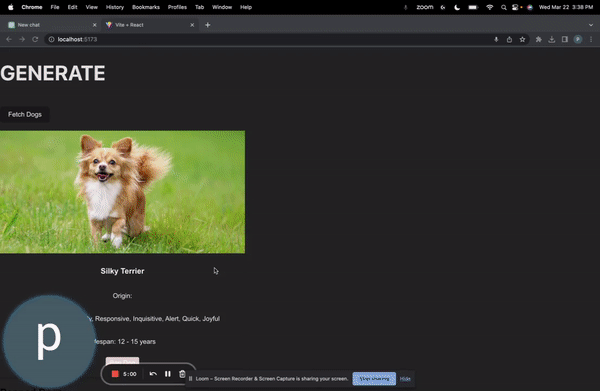 Chrome File Edit View History Bookmarks Profiles Tab Window Help zoom Wed Mar 22 3:38 PM
New chat Vite + React
localhost:5173
GENERATE
Fetch Dogs
Silky Terrier
Origin:
Responsive, Inquisitive, Alert, Quick, Joyful
espan: 12 - 15 years
p
5:00
Loom – Screen Recorder & Screen Capture is sharing your screen. Stop sharing Hide